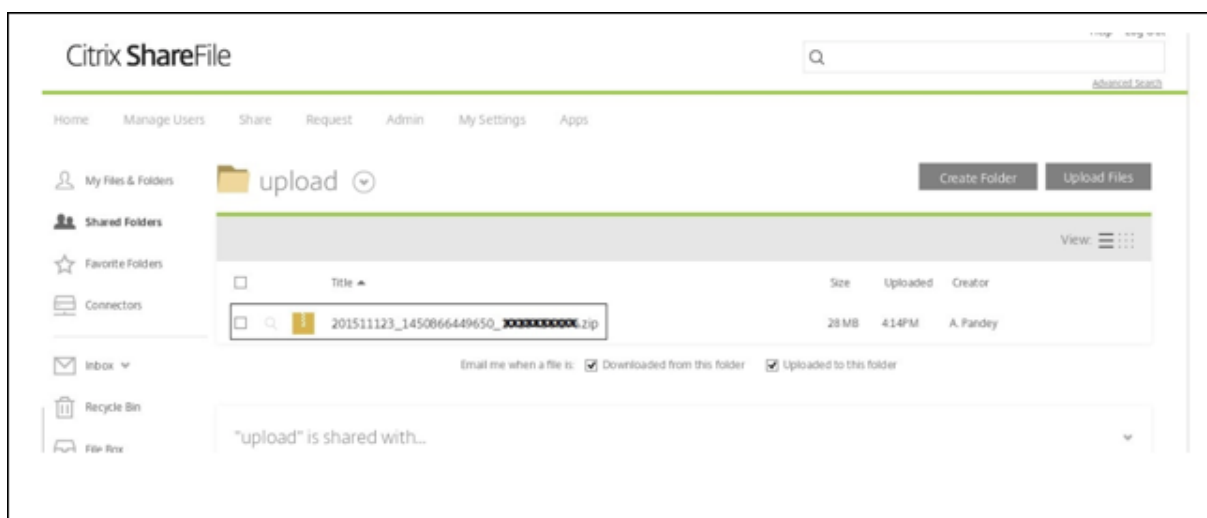 Citrix ShareFile
Advanced Search
Home Manage Users Share Request Admin My Settings Apps
My Files & Folders
Shared Folders
Favorite Folders
Connectors
Inbox
Recycle Bin
File Box
upload
Create Folder Upload Files
View:
Title Size Uploaded Creator
201511123_1450866449650_ .zip 28 MB 4:14PM A. Pandey
Email me when a file is: Downloaded from this folder Uploaded to this folder
"upload" is shared with...